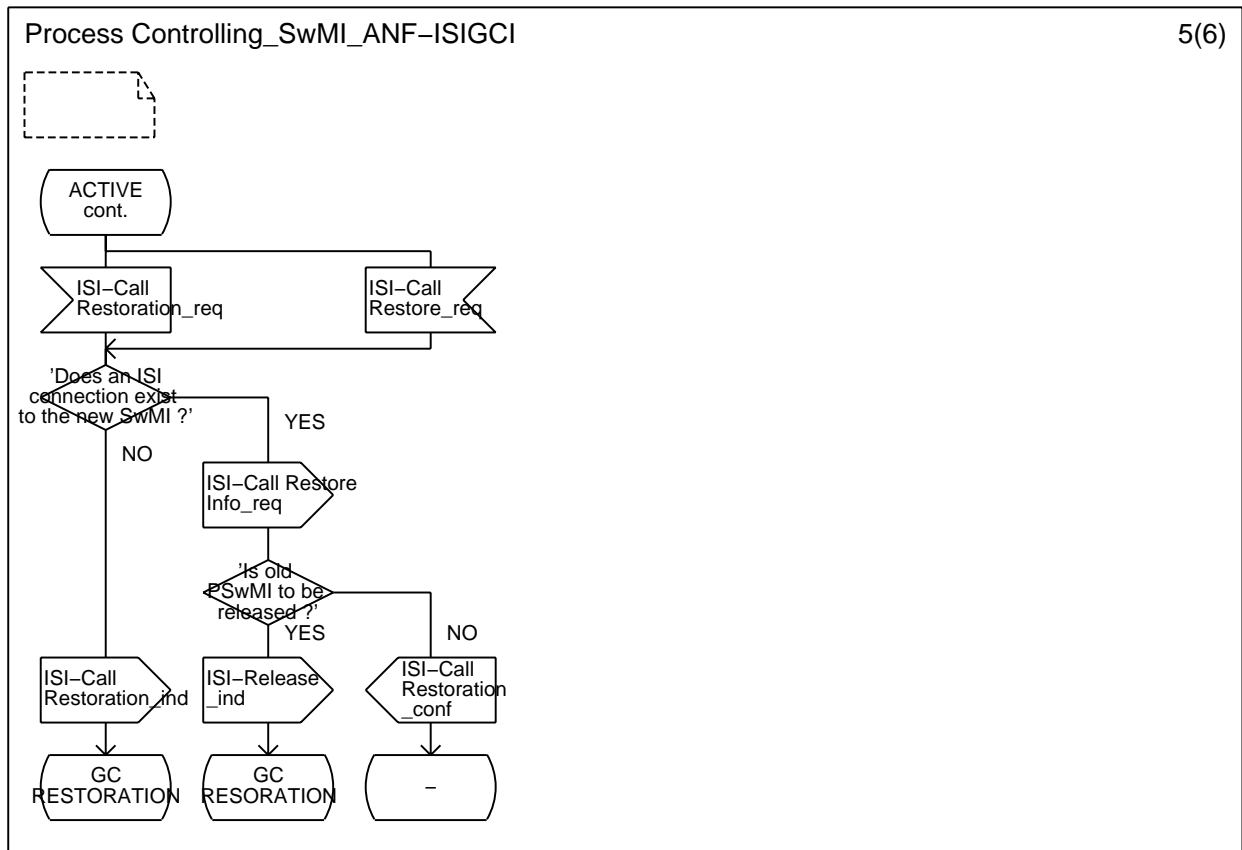 Process Controlling_SwMI_ANF−ISIGCI
5(6)
ACTIVE
cont.
ISI−Call
Restoration_req
ISI−Call
Restore_req
'Does an ISI
connection exist
to the new SwMI ?'
YES
NO
ISI−Call Restore
Info_req
'Is old
PSwMI to be
released ?'
YES
NO
ISI−Call
Restoration_ind
ISI−Release
_ind
ISI−Call
Restoration
_conf
GC
RESTORATION
GC
RESORATION
−